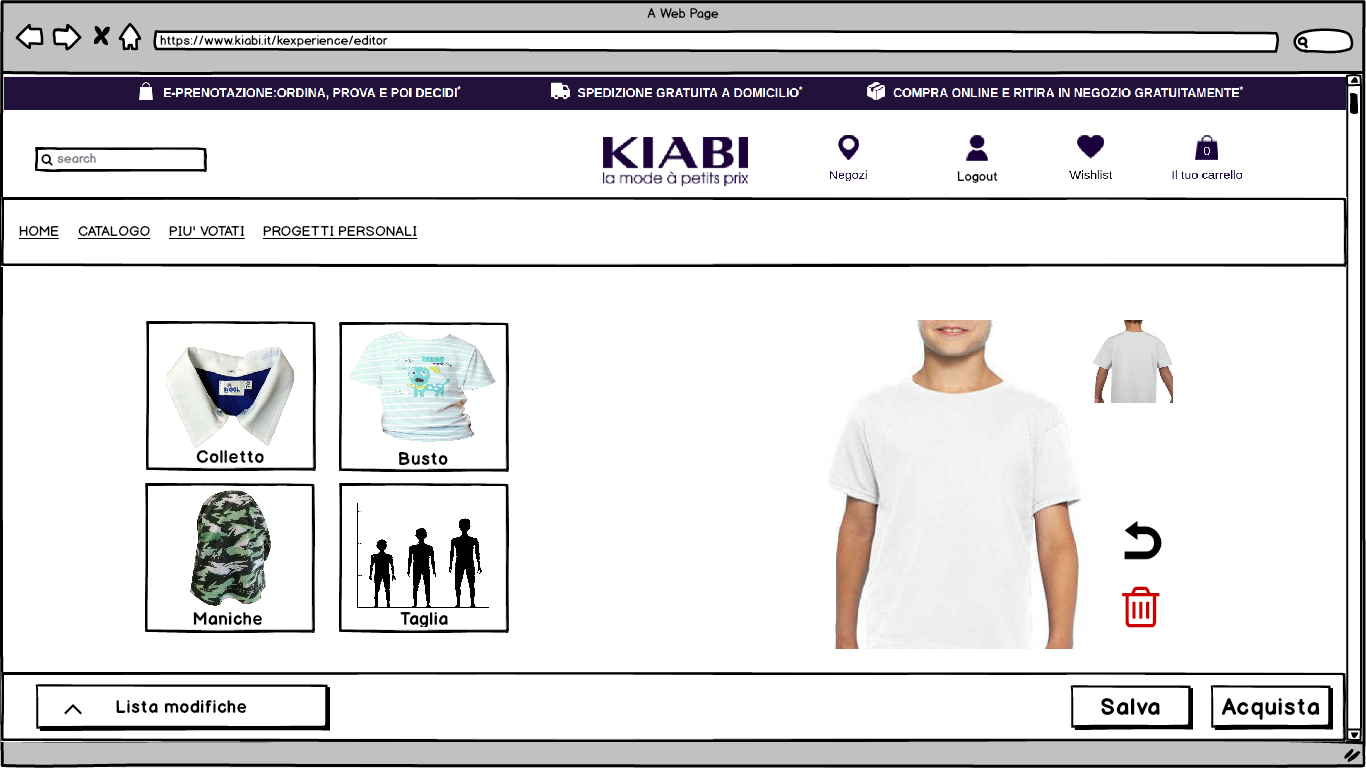 A Web Page
https://www.kiabi.it/kexperience/editor
E-PRENOTAZIONE:ORDINA, PROVA E POI DECIDI*
SPEDIZIONE GRATUITA A DOMICILIO*
COMPRA ONLINE E RITIRA IN NEGOZIO GRATUITAMENTE*
search
KIABI
la mode à petits prix
Negozi
Logout
Wishlist
0
Il tuo carrello
HOME
CATALOGO
PIU' VOTATI
PROGETTI PERSONALI
Colletto
Busto
Maniche
Taglia
Lista modifiche
Salva
Acquista